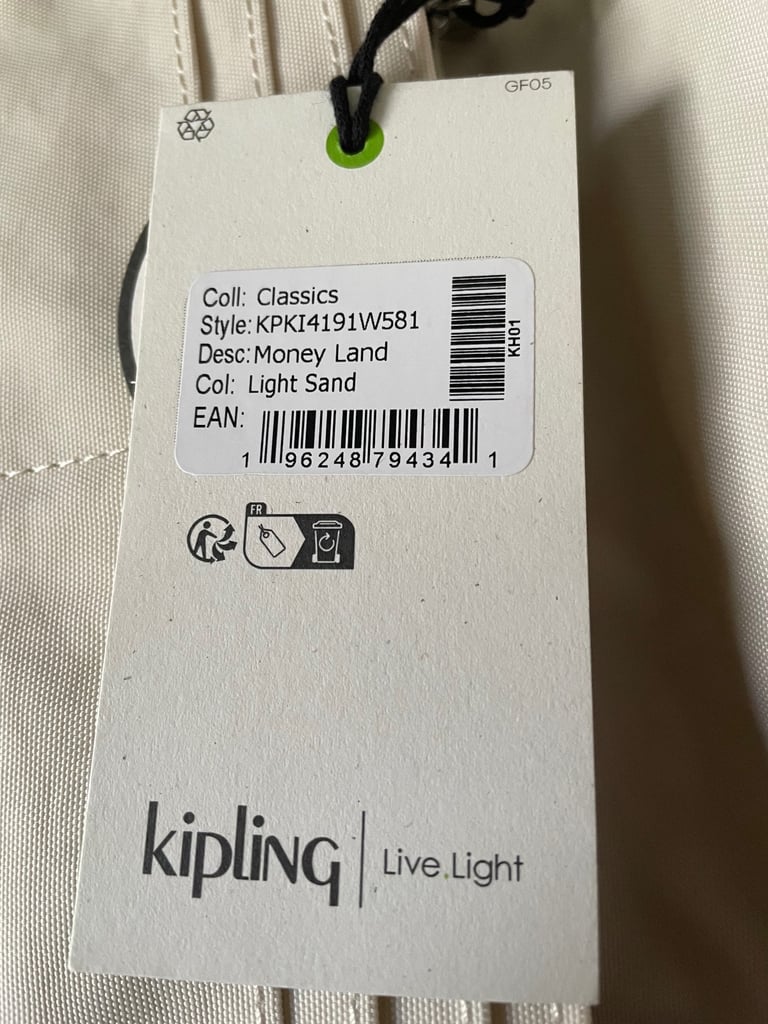 GF05
Coll: Classics
Style: KPKI4191W581
Desc: Money Land
Col: Light Sand
EAN:
1 96248 79434 1
KH01
FR
kipling
Live.Light